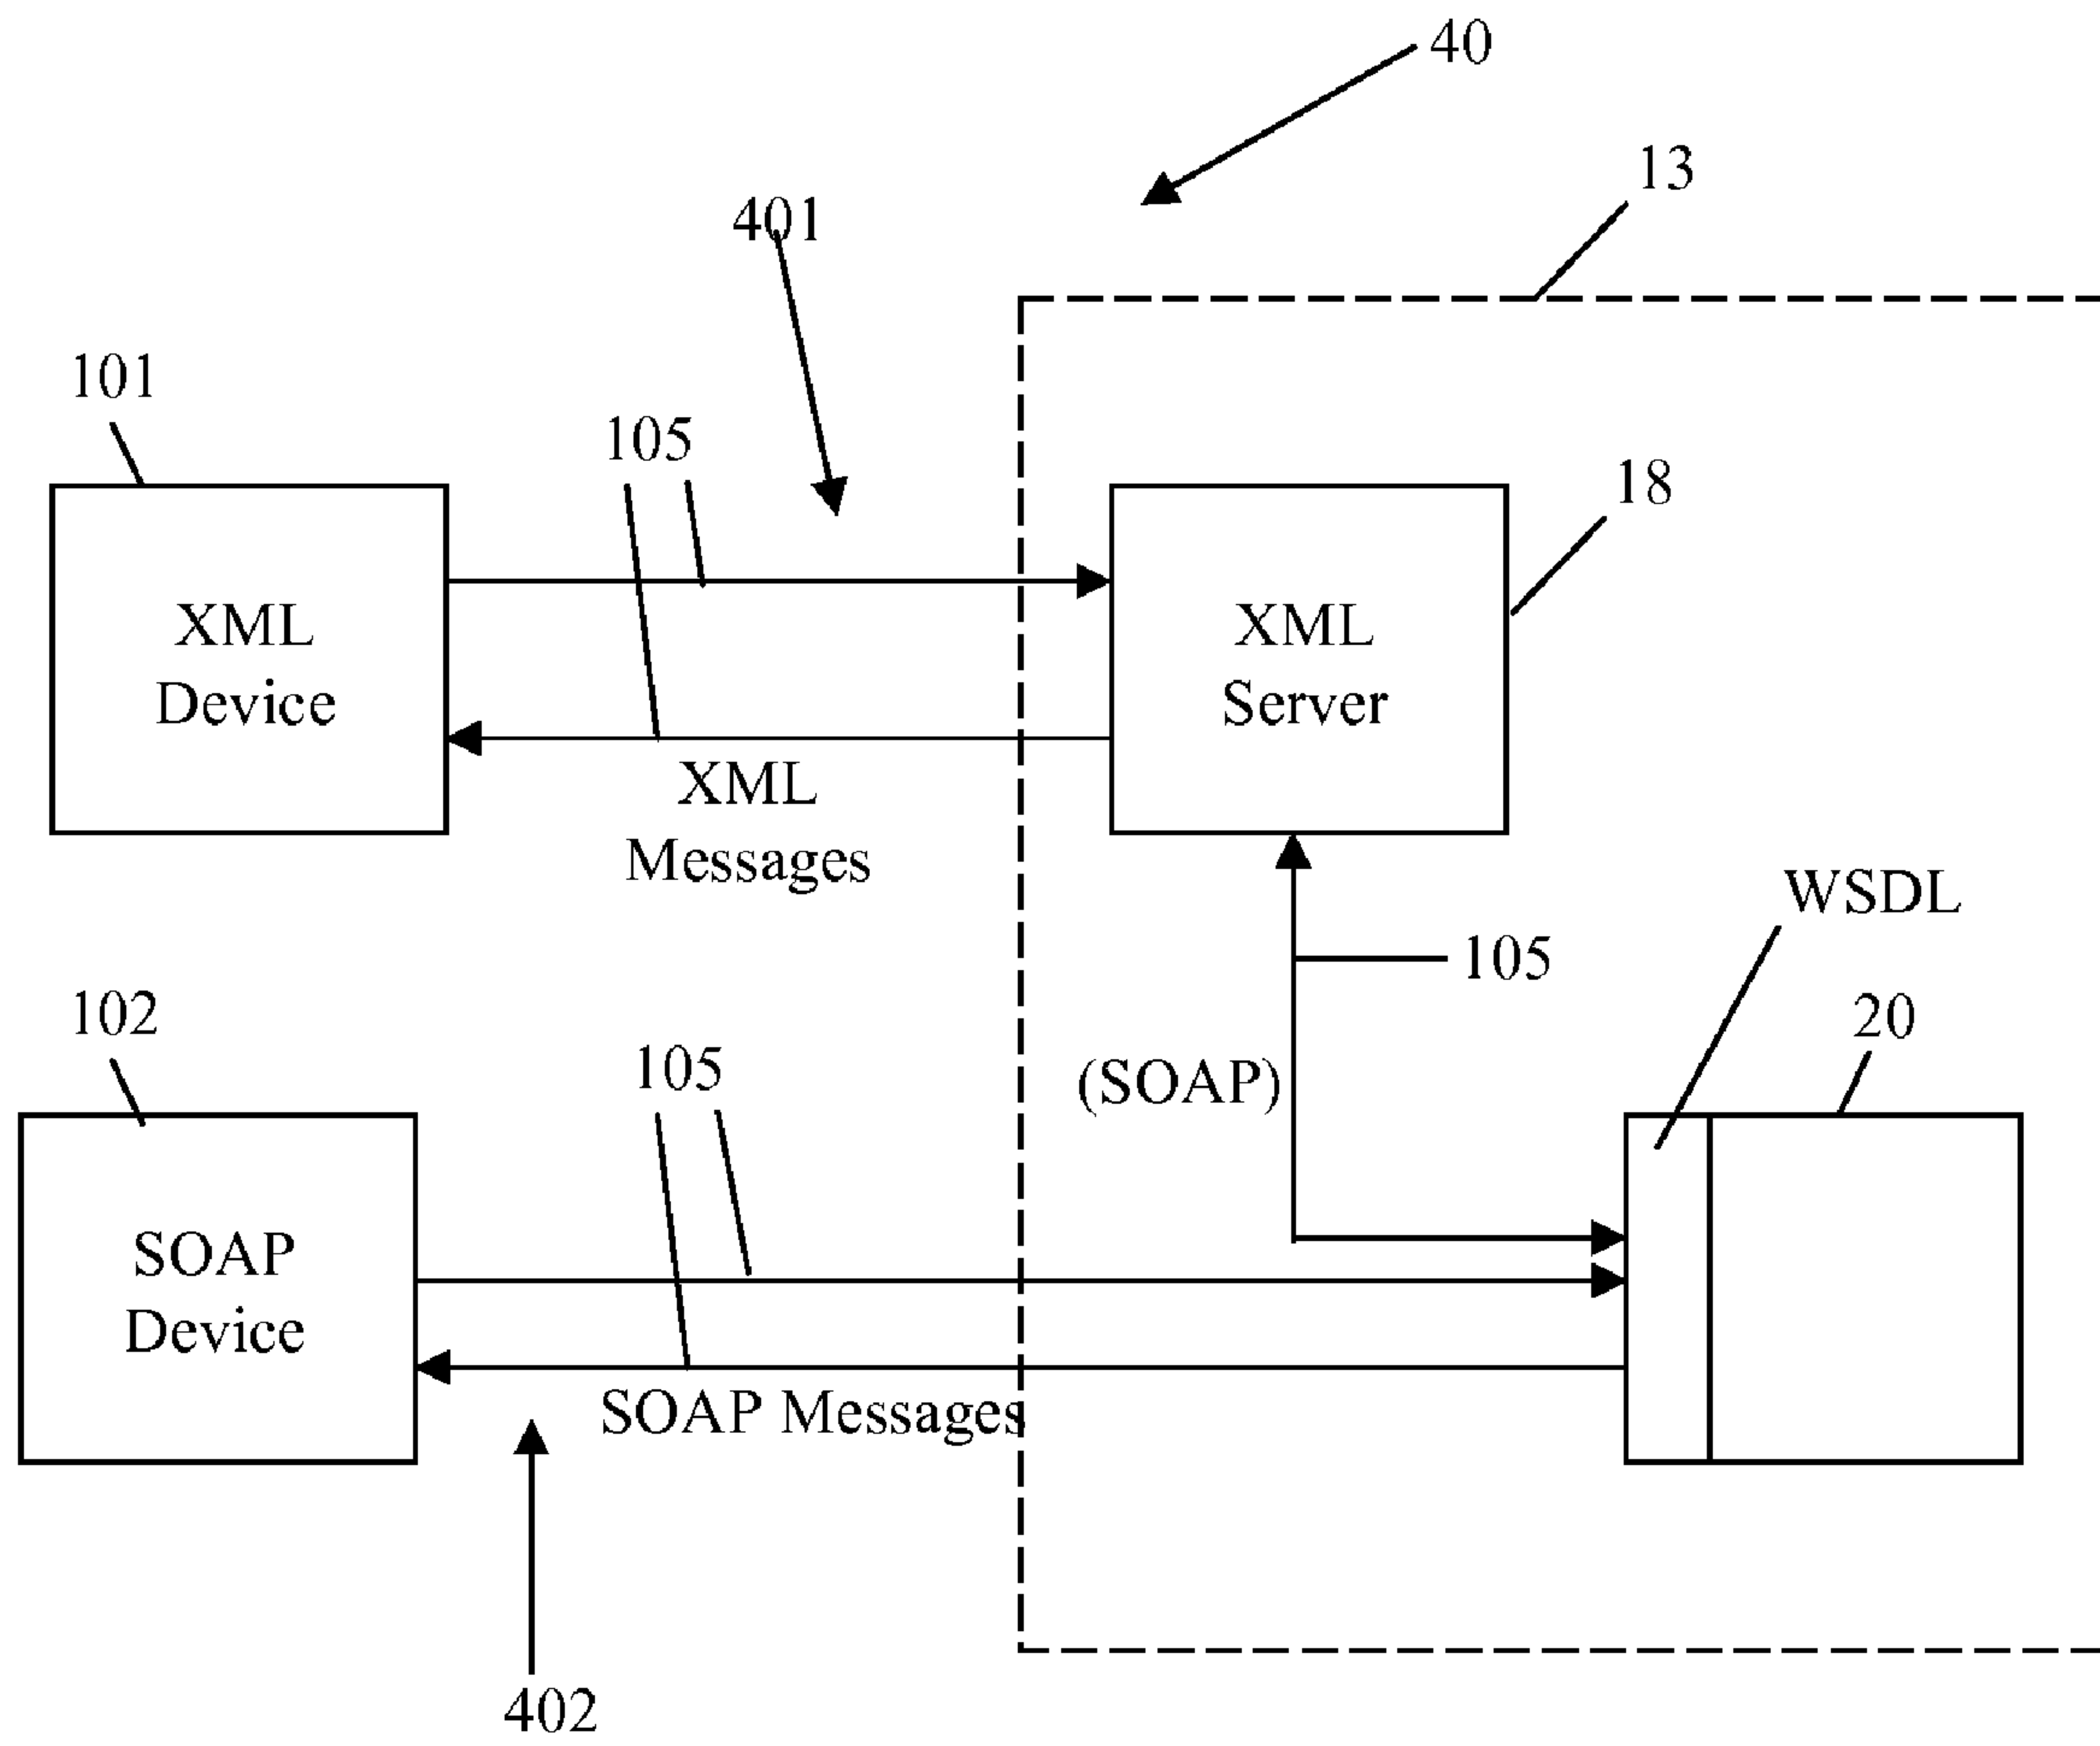 40
13
401
101
105
18
XML
Device
XML
Server
XML
Messages
WSDL
105
102
20
105
(SOAP)
SOAP
Device
SOAP Messages
402